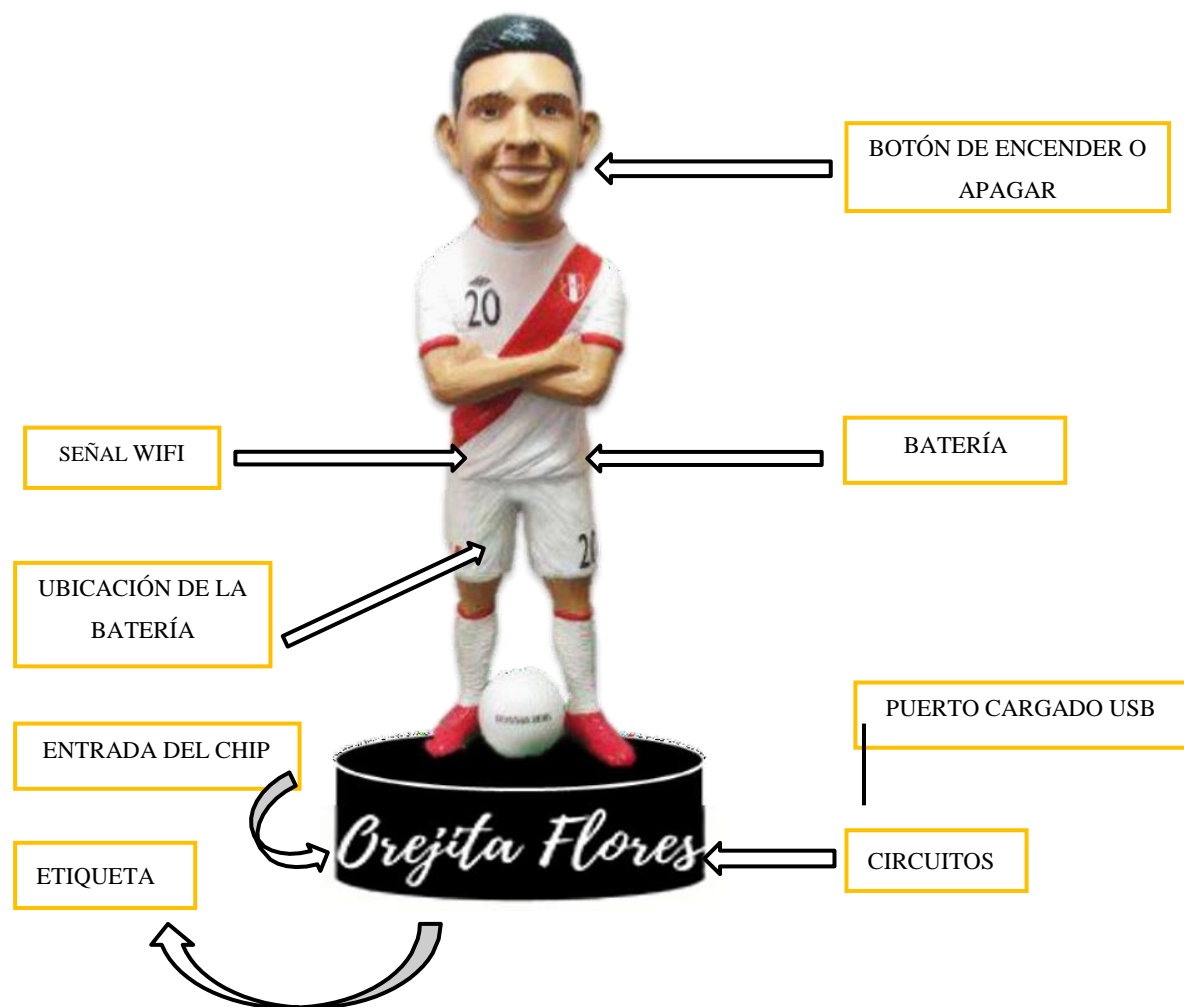 BOTÓN DE ENCENDER O
APAGAR
20
SEÑAL WIFI
BATERÍA
20
UBICACIÓN DE LA
BATERÍA
PUERTO CARGADO USB
ENTRADA DEL CHIP
Orejita Flores
CIRCUITOS
ETIQUETA